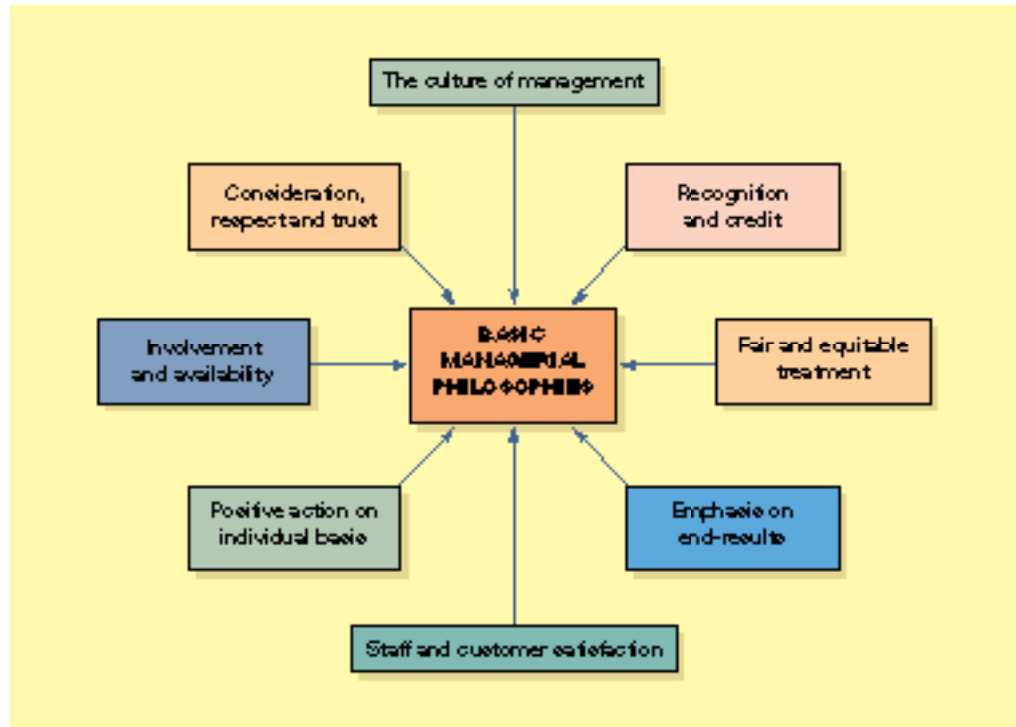 The culture of management
Consideration,
respect and trust
Recognition
and credit
Involvement
and availability
BASIC
MANAGERIAL
PHILOSOPHIES
Fair and equitable
treatment
Positive action on
individual basis
Emphasis on
end-results
Staff and customer satisfaction